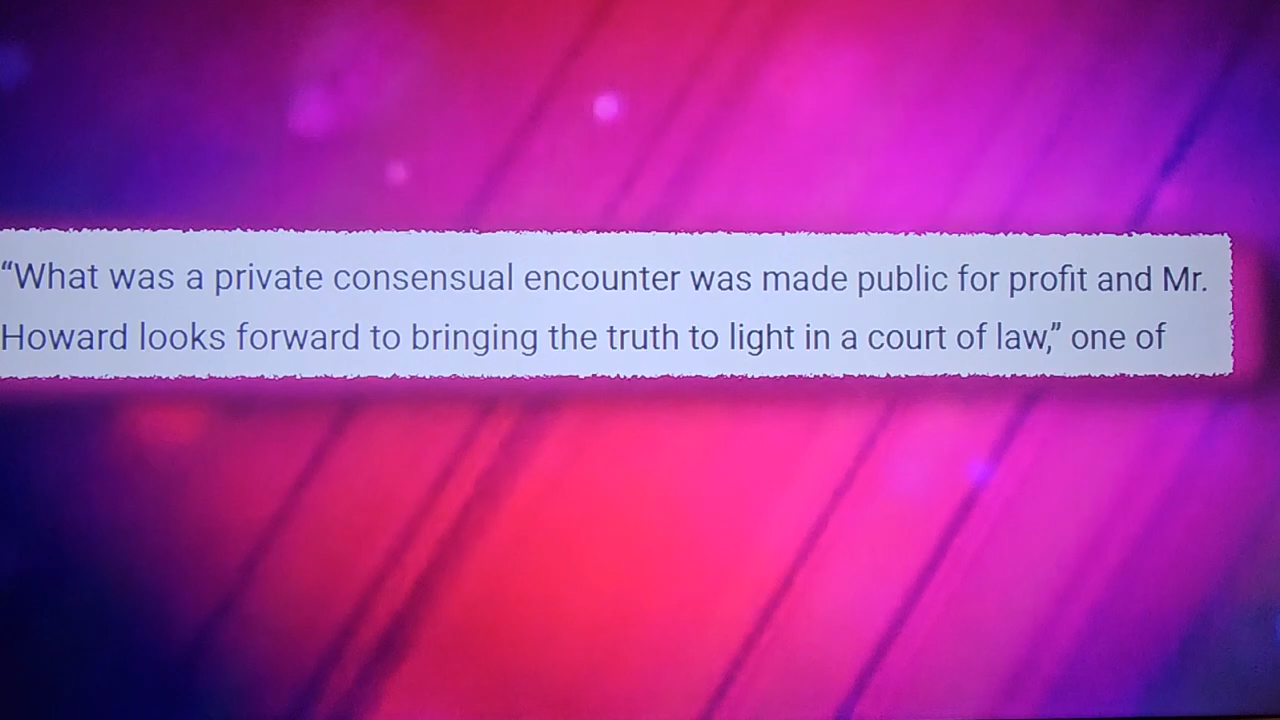 “What was a private consensual encounter was made public for profit and Mr.
Howard looks forward to bringing the truth to light in a court of law,” one of